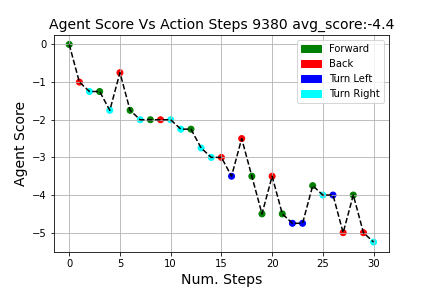 Agent Score Vs Action Steps 9380 avg_score:-4.4
Forward
Back
Turn Left
Turn Right
Agent Score
0
−1
−2
−3
−4
−5
0 5 10 15 20 25 30
Num. Steps